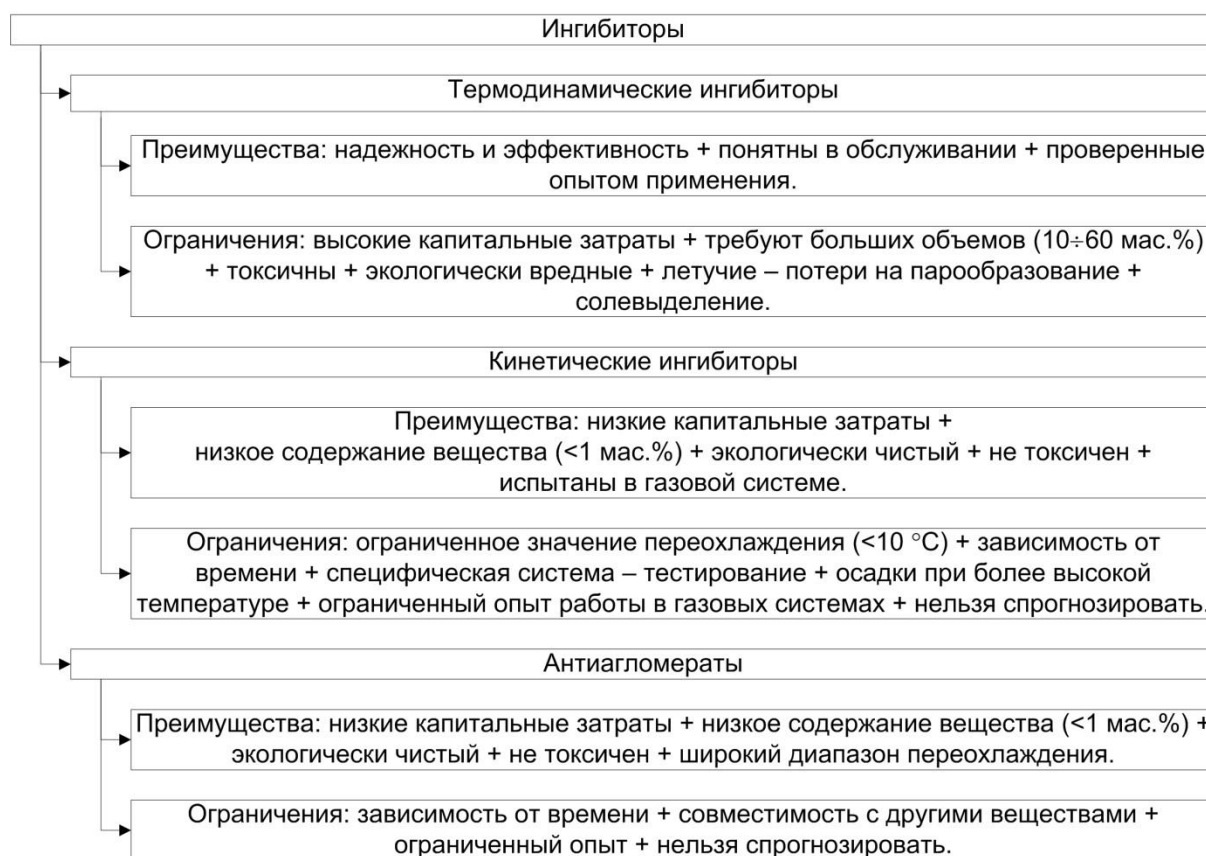 Ингибиторы
Термодинамические ингибиторы
Преимущества: надежность и эффективность + понятны в обслуживании + проверенные
опытом применения.
Ограничения: высокие капитальные затраты + требуют больших объемов (10÷60 мас.%)
+ токсичны + экологически вредные + летучие – потери на парообразование +
солевыделение.
Кинетические ингибиторы
Преимущества: низкие капитальные затраты +
низкое содержание вещества (<1 мас.%) + экологически чистый + не токсичен +
испытаны в газовой системе.
Ограничения: ограниченное значение переохлаждения (<10 °C) + зависимость от
времени + специфическая система – тестирование + осадки при более высокой
температуре + ограниченный опыт работы в газовых системах + нельзя спрогнозировать.
Антиагломераты
Преимущества: низкие капитальные затраты + низкое содержание вещества (<1 мас.%) +
экологически чистый + не токсичен + широкий диапазон переохлаждения.
Ограничения: зависимость от времени + совместимость с другими веществами +
ограниченный опыт + нельзя спрогнозировать.